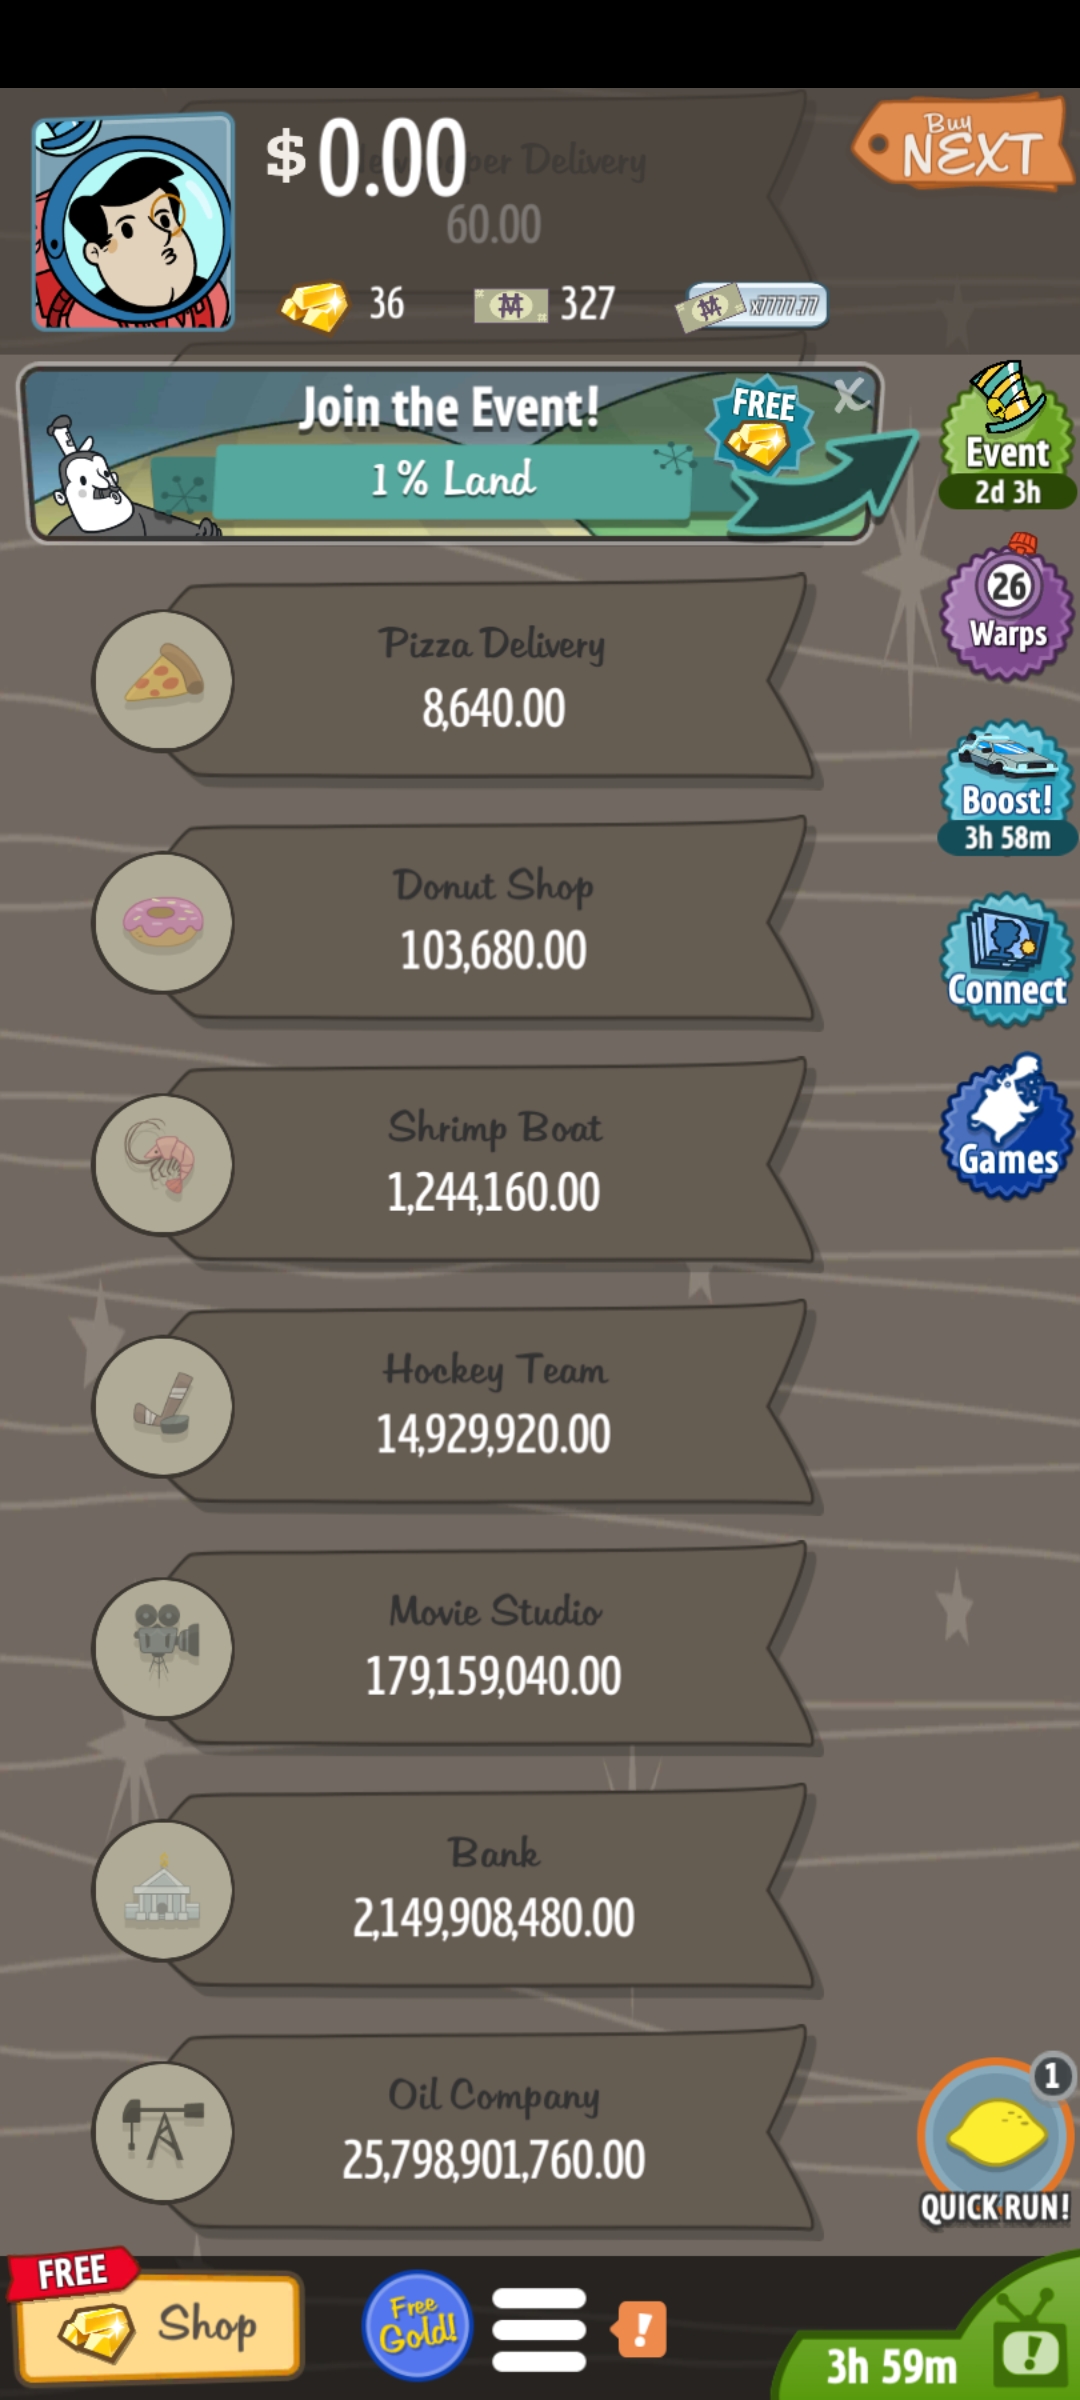 $ 0.00
Newspaper Delivery
60.00
Buy
NEXT
36
327
x7777.77
Join the Event!
1% Land
FREE
X
Event
2d 3h
26
Warps
Pizza Delivery
8,640.00
Boost!
3h 58m
Donut Shop
103,680.00
Connect
Shrimp Boat
1,244,160.00
Games
Hockey Team
14,929,920.00
Movie Studio
179,159,040.00
Bank
2,149,908,480.00
Oil Company
25,798,901,760.00
1
QUICK RUN!
FREE
Shop
Free
Gold!
!
!
3h 59m